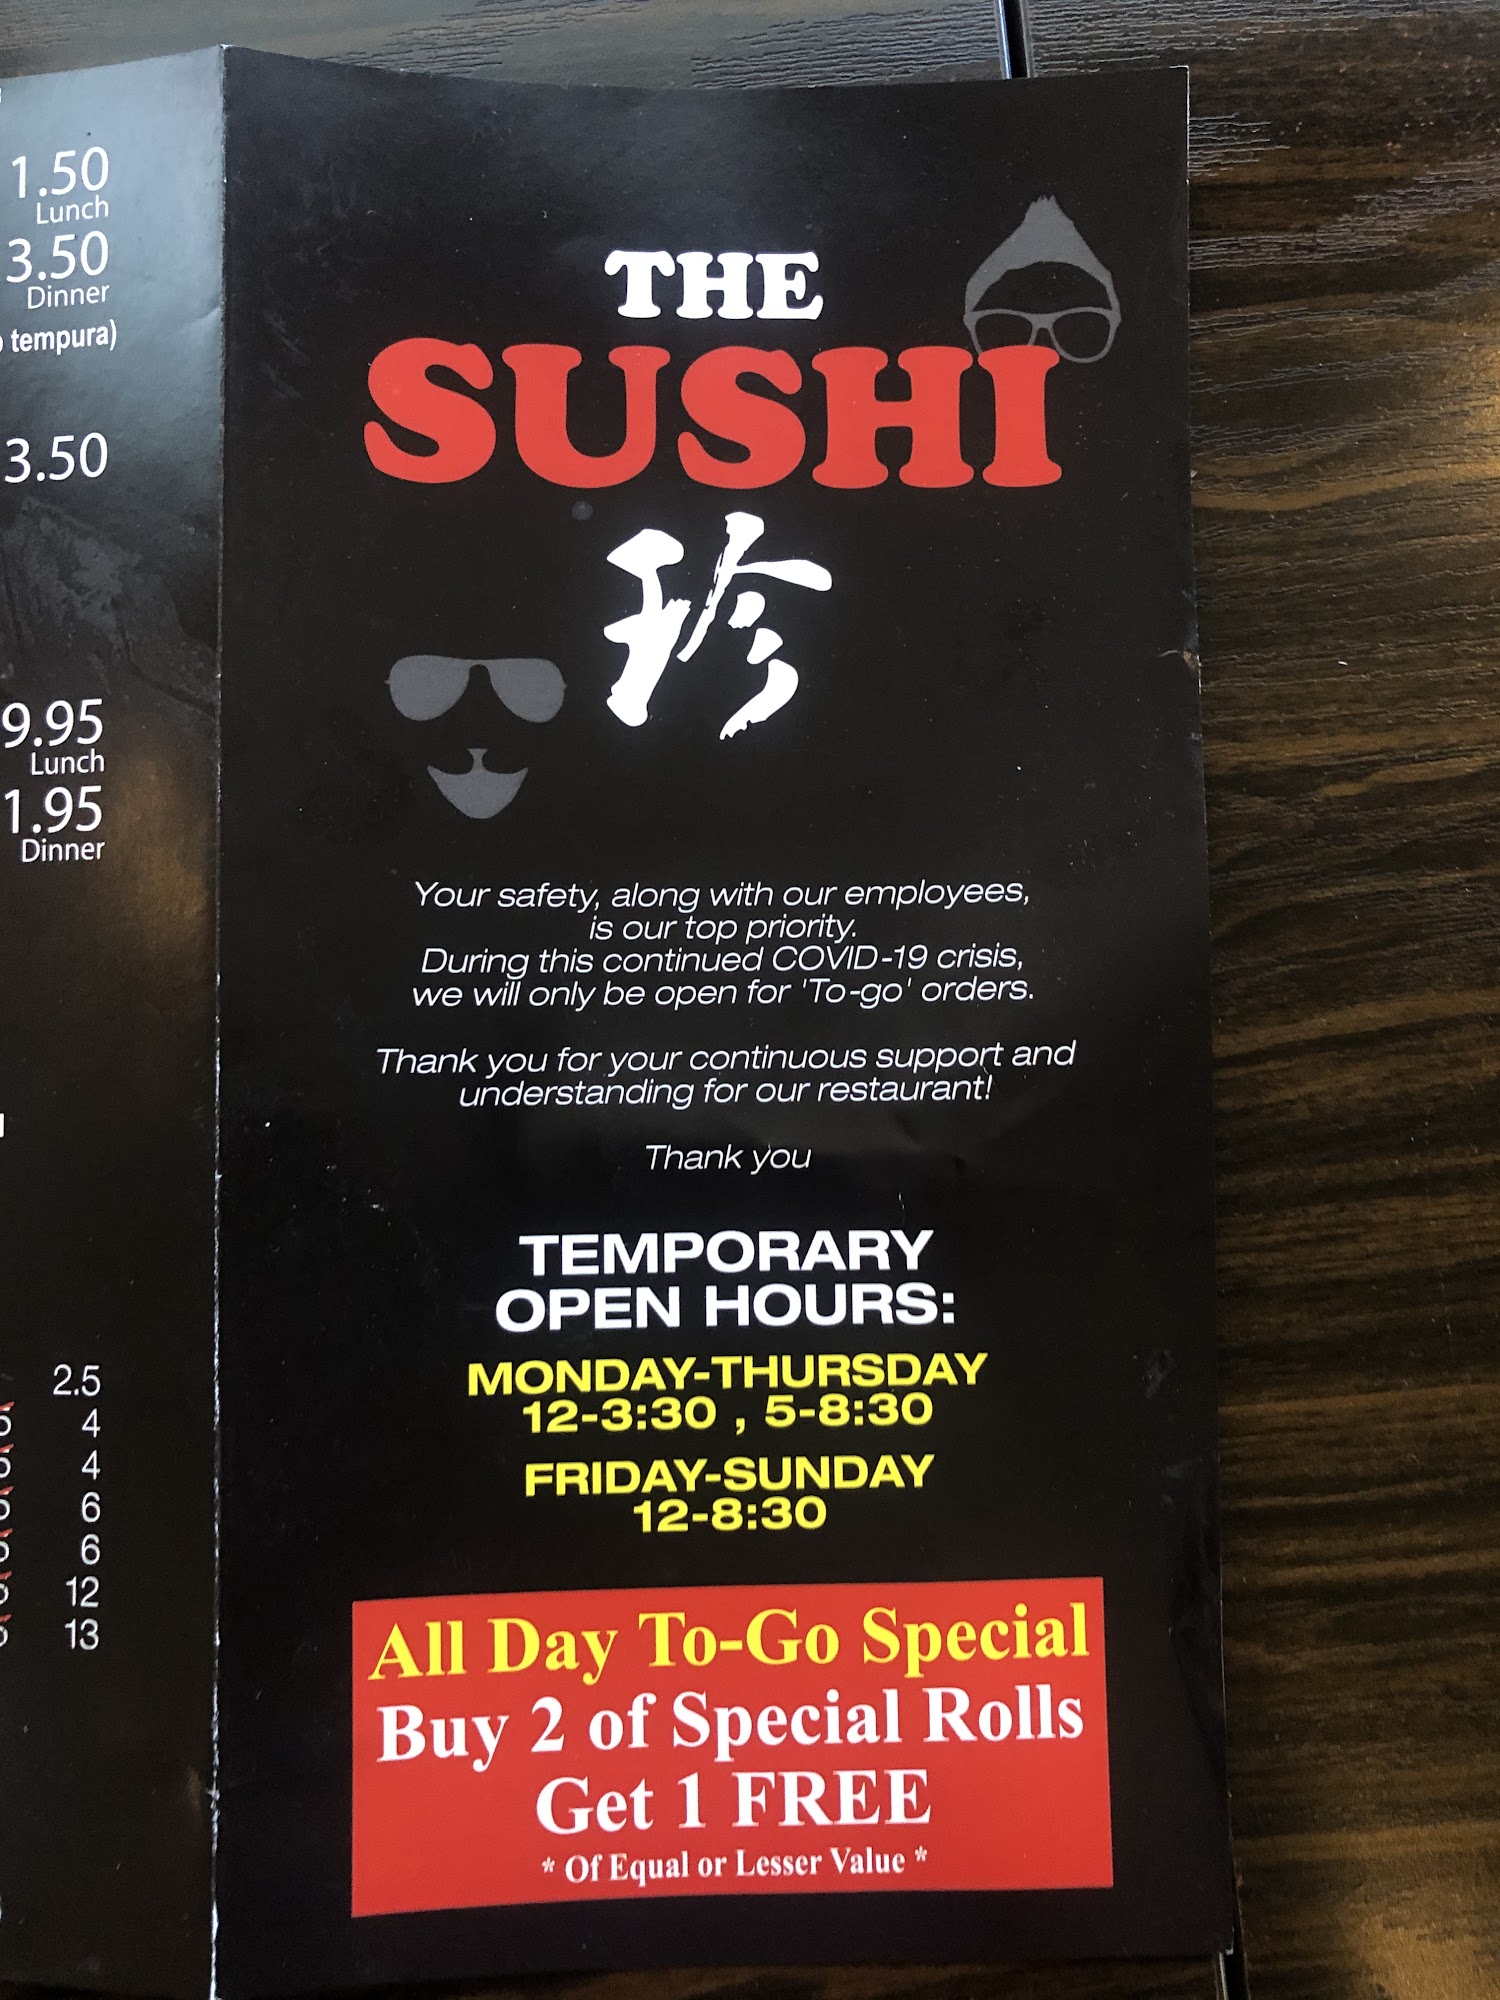 1.50
Lunch
3.50
Dinner
tempura)
3.50
9.95
Lunch
1.95
Dinner
2.5
4
4
6
6
12
13
THE
SUSHI
珍
Your safety, along with our employees,
is our top priority.
During this continued COVID-19 crisis,
we will only be open for 'To-go' orders.
Thank you for your continuous support and
understanding for our restaurant!
Thank you
TEMPORARY
OPEN HOURS:
MONDAY-THURSDAY
12-3:30 , 5-8:30
FRIDAY-SUNDAY
12-8:30
All Day To-Go Special
Buy 2 of Special Rolls
Get 1 FREE
* Of Equal or Lesser Value *